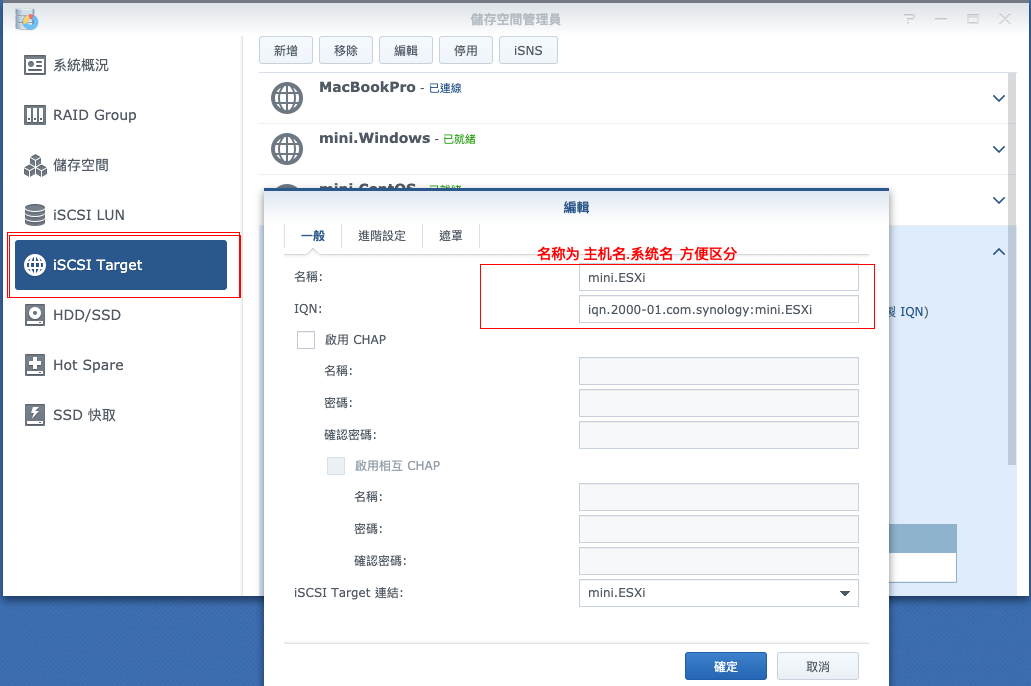 儲存空間管理員
系統概況
RAID Group
儲存空間
iSCSI LUN
iSCSI Target
HDD/SSD
Hot Spare
SSD 快取
新增 移除 編輯 停用 iSNS
MacBookPro - 已連線
mini.Windows - 已就緒
mini.CentOS - 已就緒
IQN)
編輯
一般 進階設定 遮罩
名称为 主机名.系统名 方便区分
名稱: mini.ESXi
IQN: iqn.2000-01.com.synology:mini.ESXi
啟用 CHAP
名稱:
密碼:
確認密碼:
啟用相互 CHAP
名稱:
密碼:
確認密碼:
iSCSI Target 連結: mini.ESXi
確定 取消